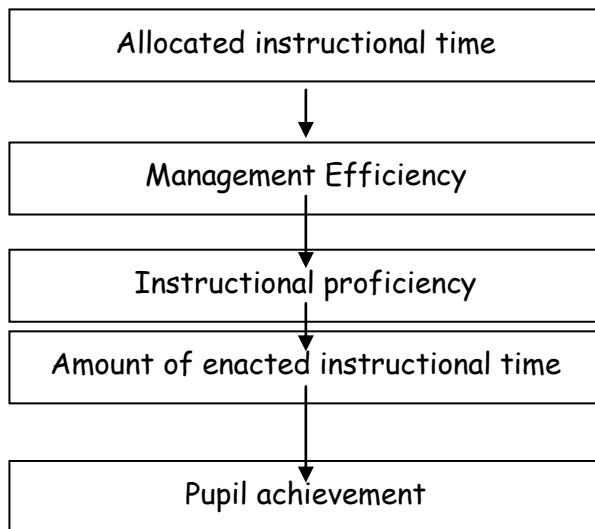 Allocated instructional time
Management Efficiency
Instructional proficiency
Amount of enacted instructional time
Pupil achievement